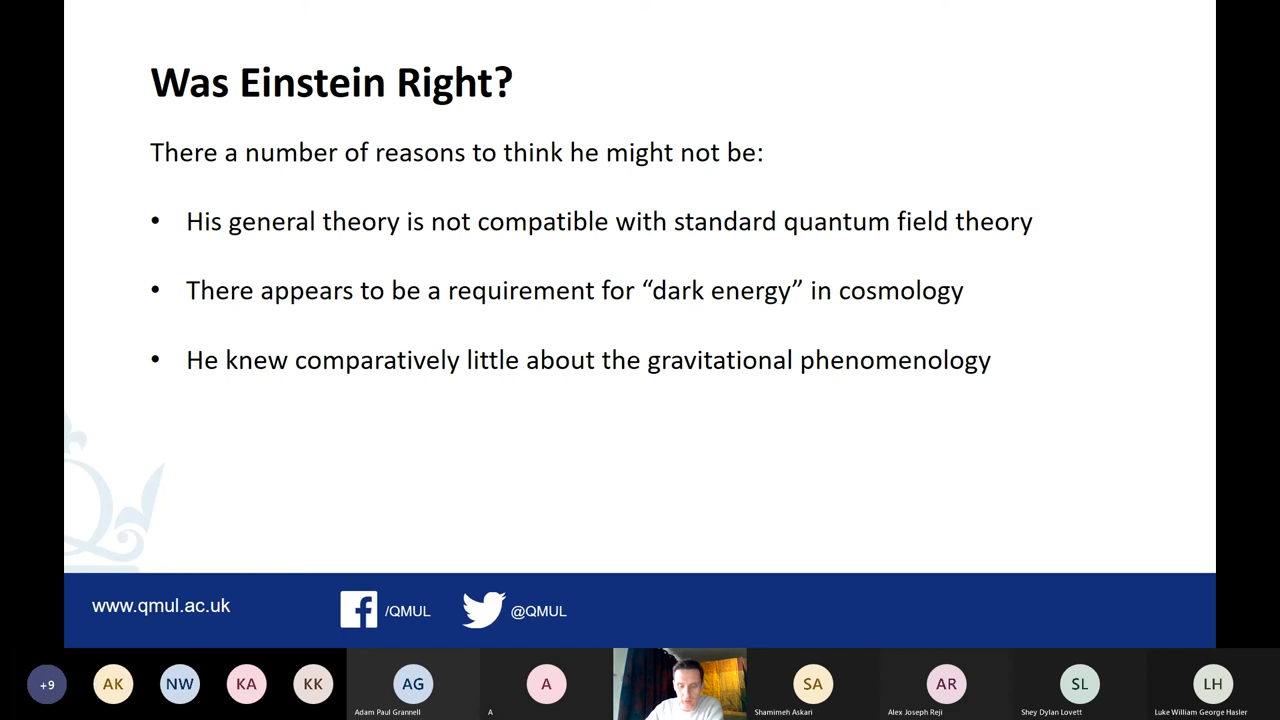 Was Einstein Right?
There a number of reasons to think he might not be:
• His general theory is not compatible with standard quantum field theory
• There appears to be a requirement for “dark energy” in cosmology
• He knew comparatively little about the gravitational phenomenology
www.qmul.ac.uk
/QMUL
@QMUL
+9
AK
NW
KA
KK
AG
A
SA
AR
SL
LH
Adam Paul Grannell
A
Shamimeh Askari
Alex Joseph Reji
Shey Dylan Lovett
Luke William George Hasler